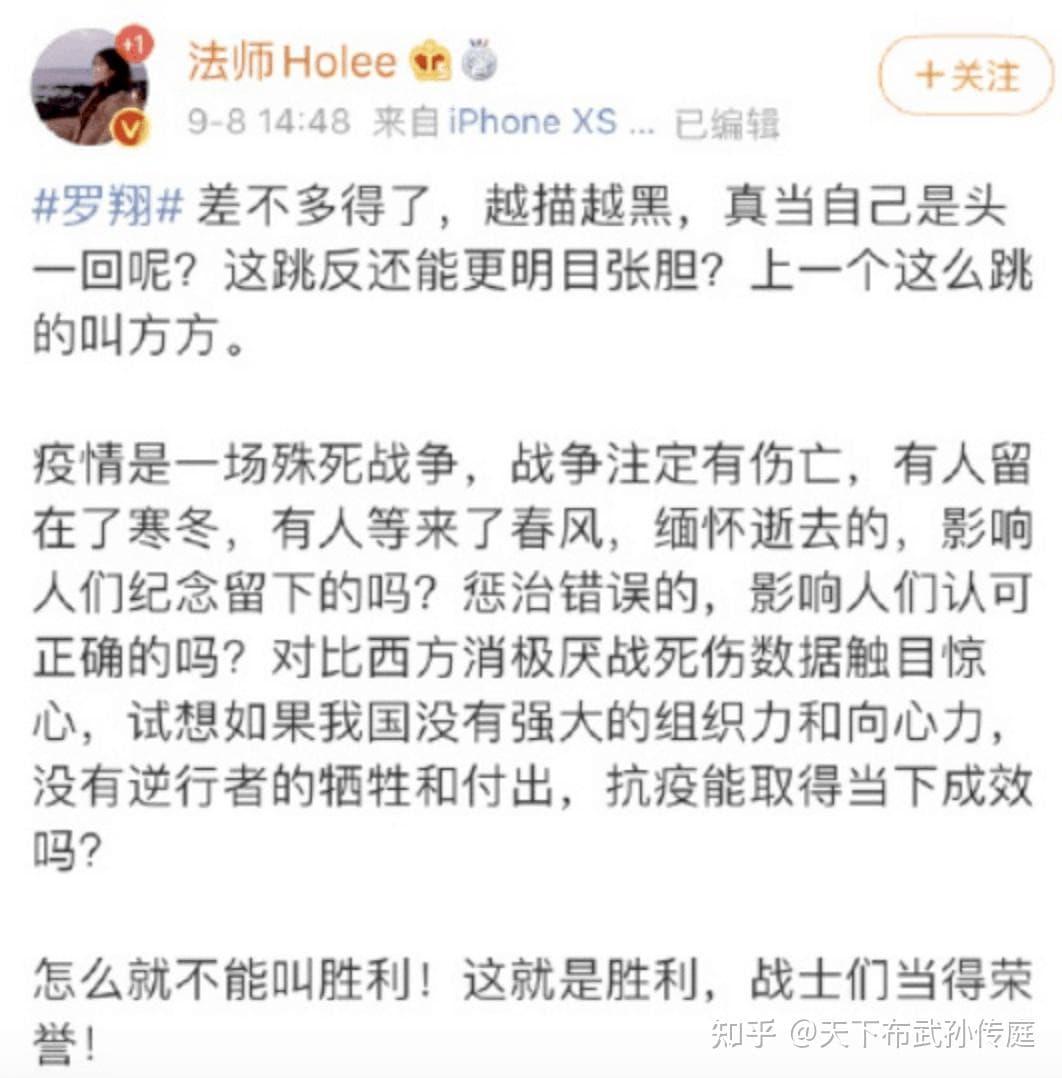 +1
法师Holee
+关注
9-8 14:48 来自 iPhone XS ... 已编辑
#罗翔# 差不多得了，越描越黑，真当自己是头
一回呢？这跳反还能更明目张胆？上一个这么跳
的叫方方。
疫情是一场殊死战争，战争注定有伤亡，有人留
在了寒冬，有人等来了春风，缅怀逝去的，影响
人们纪念留下的吗？惩治错误的，影响人们认可
正确的吗？对比西方消极厌战死伤数据触目惊
心，试想如果我国没有强大的组织力和向心力，
没有逆行者的牺牲和付出，抗疫能取得当下成效
吗？
怎么就不能叫胜利！这就是胜利，战士们当得荣
誉！
知乎 @天下布武孙传庭